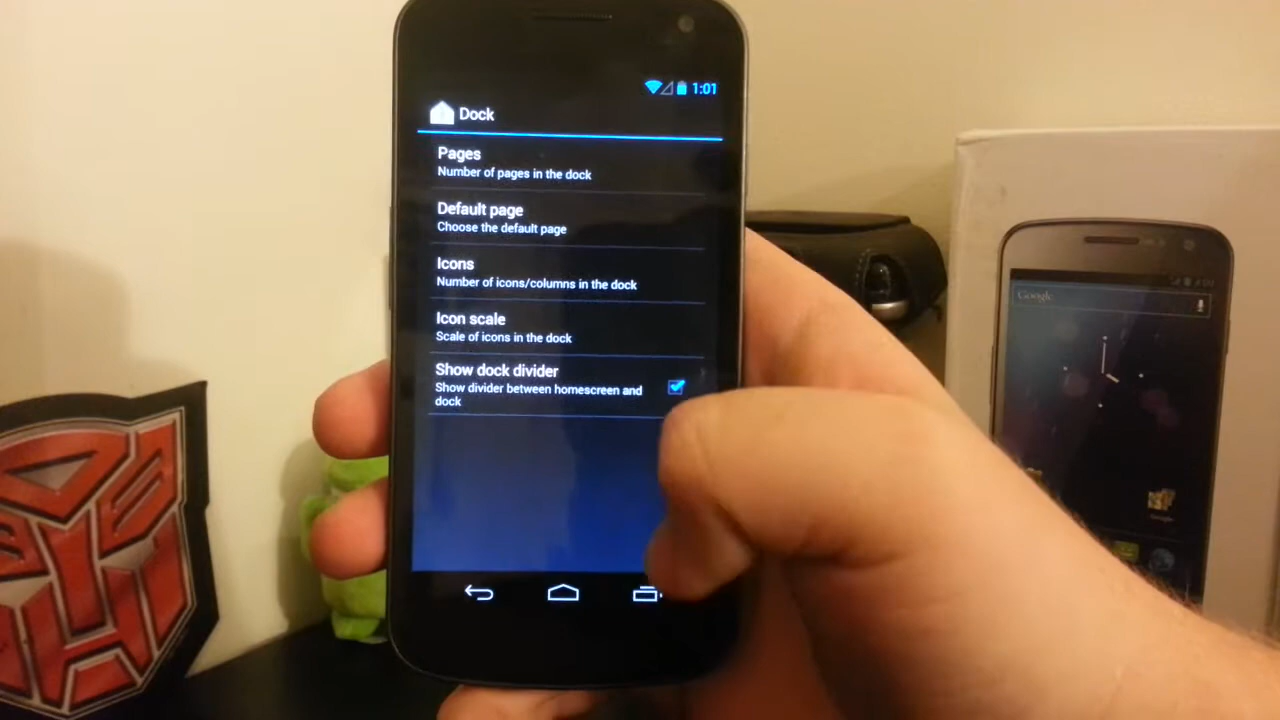 1:01
Dock
Pages
Number of pages in the dock
Default page
Choose the default page
Icons
Number of icons/columns in the dock
Icon scale
Scale of icons in the dock
Show dock divider
Show divider between homescreen and
dock
Google